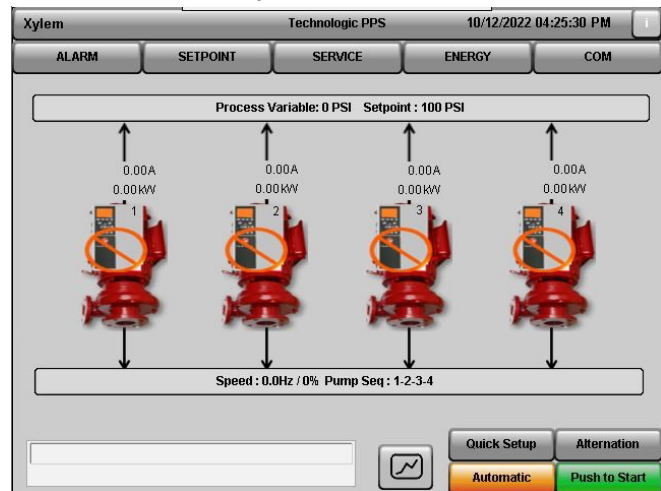 Xylem Technologic PPS 10/12/2022 04:25:30 PM i
ALARM SETPOINT SERVICE ENERGY COM
Process Variable: 0 PSI Setpoint : 100 PSI
0.00A 0.00A 0.00A 0.00A
0.00kW 0.00kW 0.00kW 0.00kW
1 2 3 4
Speed : 0.0Hz / 0% Pump Seq : 1-2-3-4
Quick Setup Alternation
Automatic Push to Start